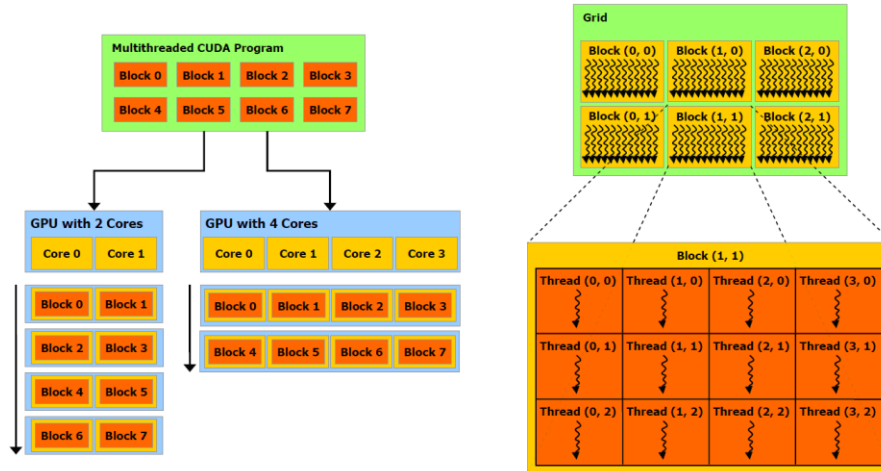 Multithreaded CUDA Program
Block 0 Block 1 Block 2 Block 3
Block 4 Block 5 Block 6 Block 7
GPU with 2 Cores
Core 0 Core 1
Block 0 Block 1
Block 2 Block 3
Block 4 Block 5
Block 6 Block 7
GPU with 4 Cores
Core 0 Core 1 Core 2 Core 3
Block 0 Block 1 Block 2 Block 3
Block 4 Block 5 Block 6 Block 7
Grid
Block (0, 0) Block (1, 0) Block (2, 0)
Block (0, 1) Block (1, 1) Block (2, 1)
Block (1, 1)
Thread (0, 0) Thread (1, 0) Thread (2, 0) Thread (3, 0)
Thread (0, 1) Thread (1, 1) Thread (2, 1) Thread (3, 1)
Thread (0, 2) Thread (1, 2) Thread (2, 2) Thread (3, 2)